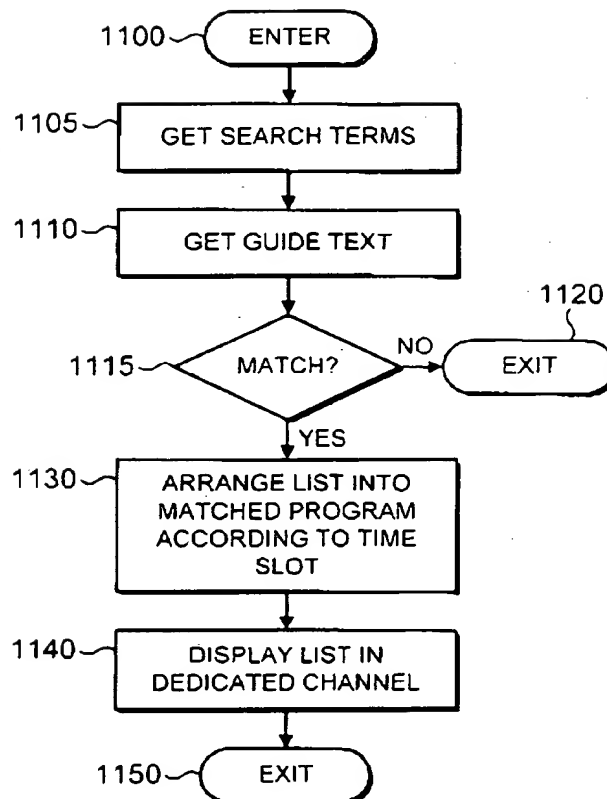 1100
ENTER
1105
GET SEARCH TERMS
1110
GET GUIDE TEXT
1115
MATCH?
NO
1120
EXIT
YES
1130
ARRANGE LIST INTO
MATCHED PROGRAM
ACCORDING TO TIME
SLOT
1140
DISPLAY LIST IN
DEDICATED CHANNEL
1150
EXIT